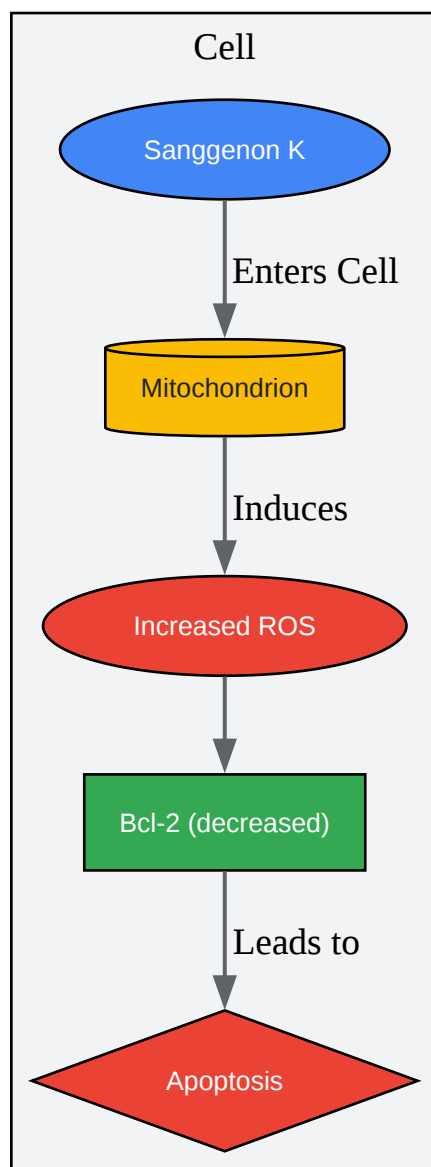 Cell
Sanggenon K
Enters Cell
Mitochondrion
Induces
Increased ROS
Bcl-2 (decreased)
Leads to
Apoptosis